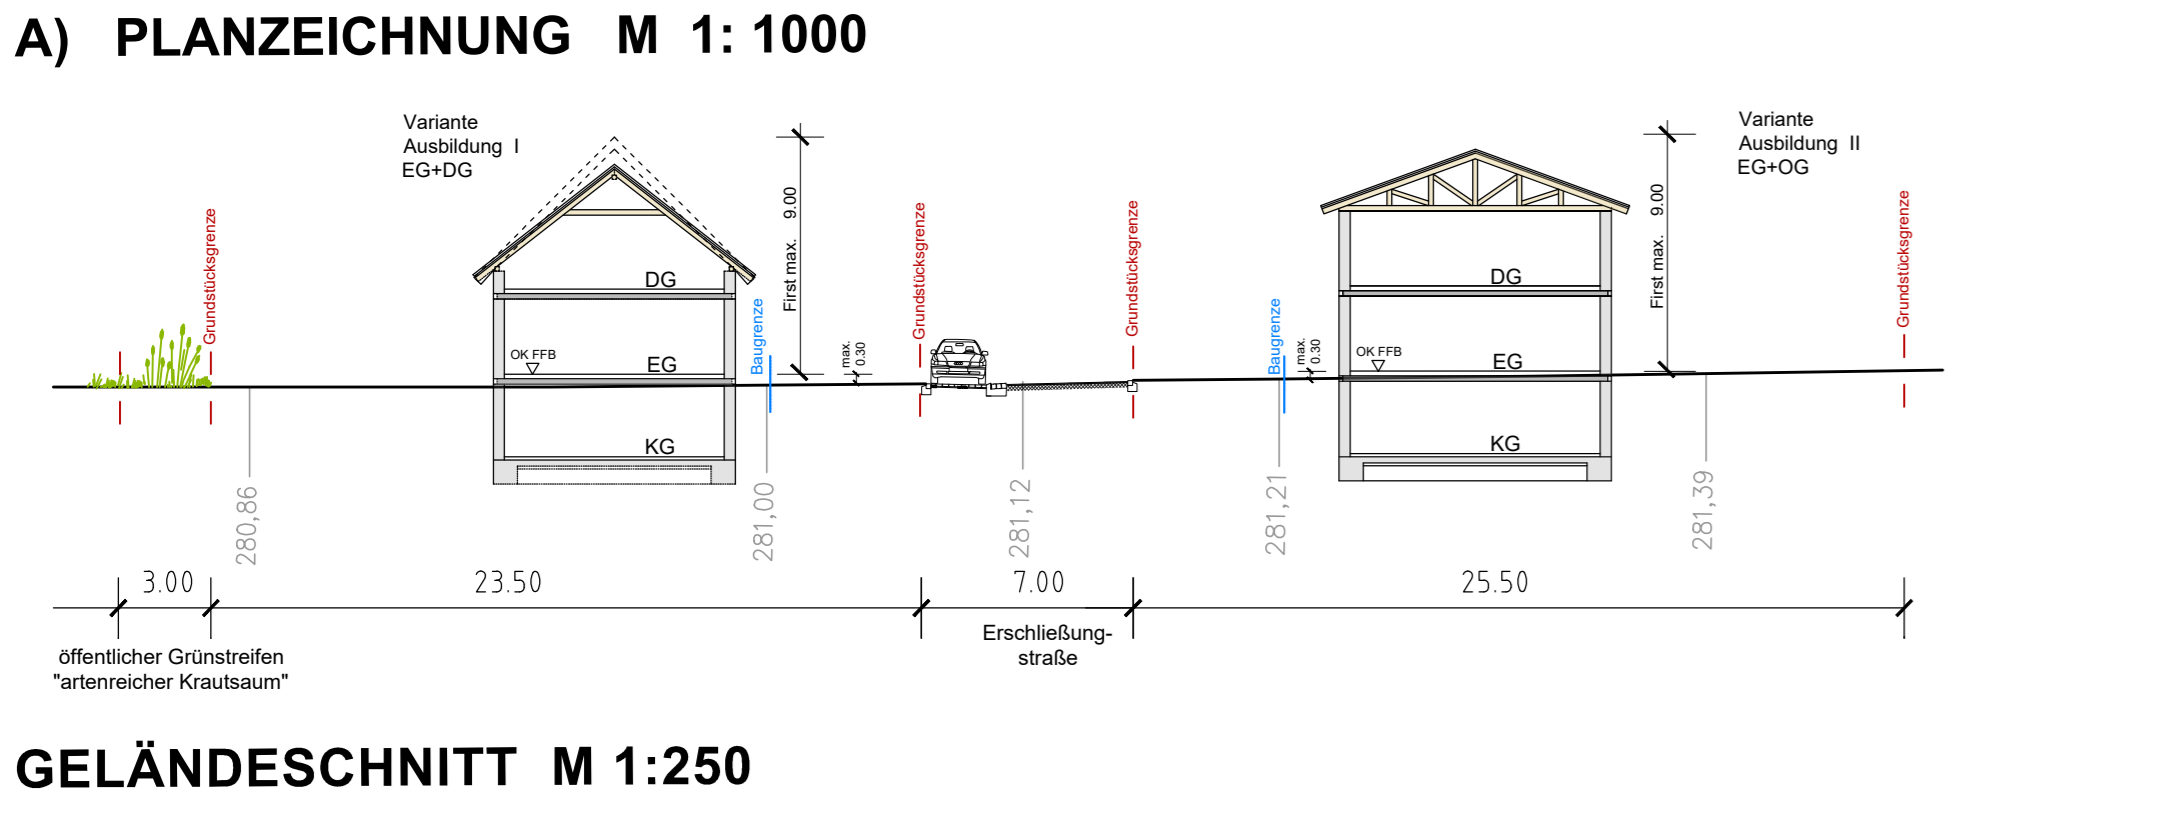 A) PLANZEICHNUNG M 1: 1000
Variante
Ausbildung I
EG+DG
Variante
Ausbildung II
EG+OG
Grundstücksgrenze
DG
OK FFB
EG
KG
Baugrenze
First max. 9.00
max.
0.30
Grundstücksgrenze
Grundstücksgrenze
Baugrenze
max.
0.30
DG
OK FFB
EG
KG
First max. 9.00
Grundstücksgrenze
280,86
281,00
281,12
281,21
281,39
3.00
23.50
7.00
25.50
Erschließung-
straße
öffentlicher Grünstreifen
"artenreicher Krautsaum"
GELÄNDESCHNITT M 1:250